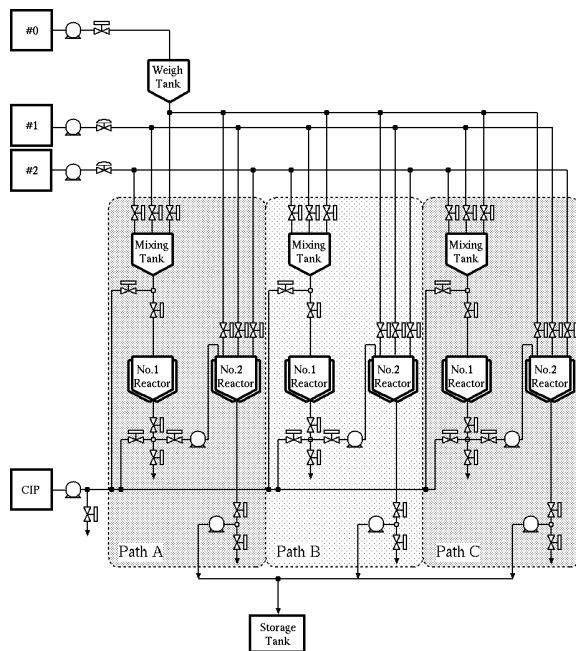 #0
Weigh
Tank
#1
#2
Mixing
Tank
Mixing
Tank
Mixing
Tank
No.1
Reactor
No.2
Reactor
No.1
Reactor
No.2
Reactor
No.1
Reactor
No.2
Reactor
CIP
Path A
Path B
Path C
Storage
Tank